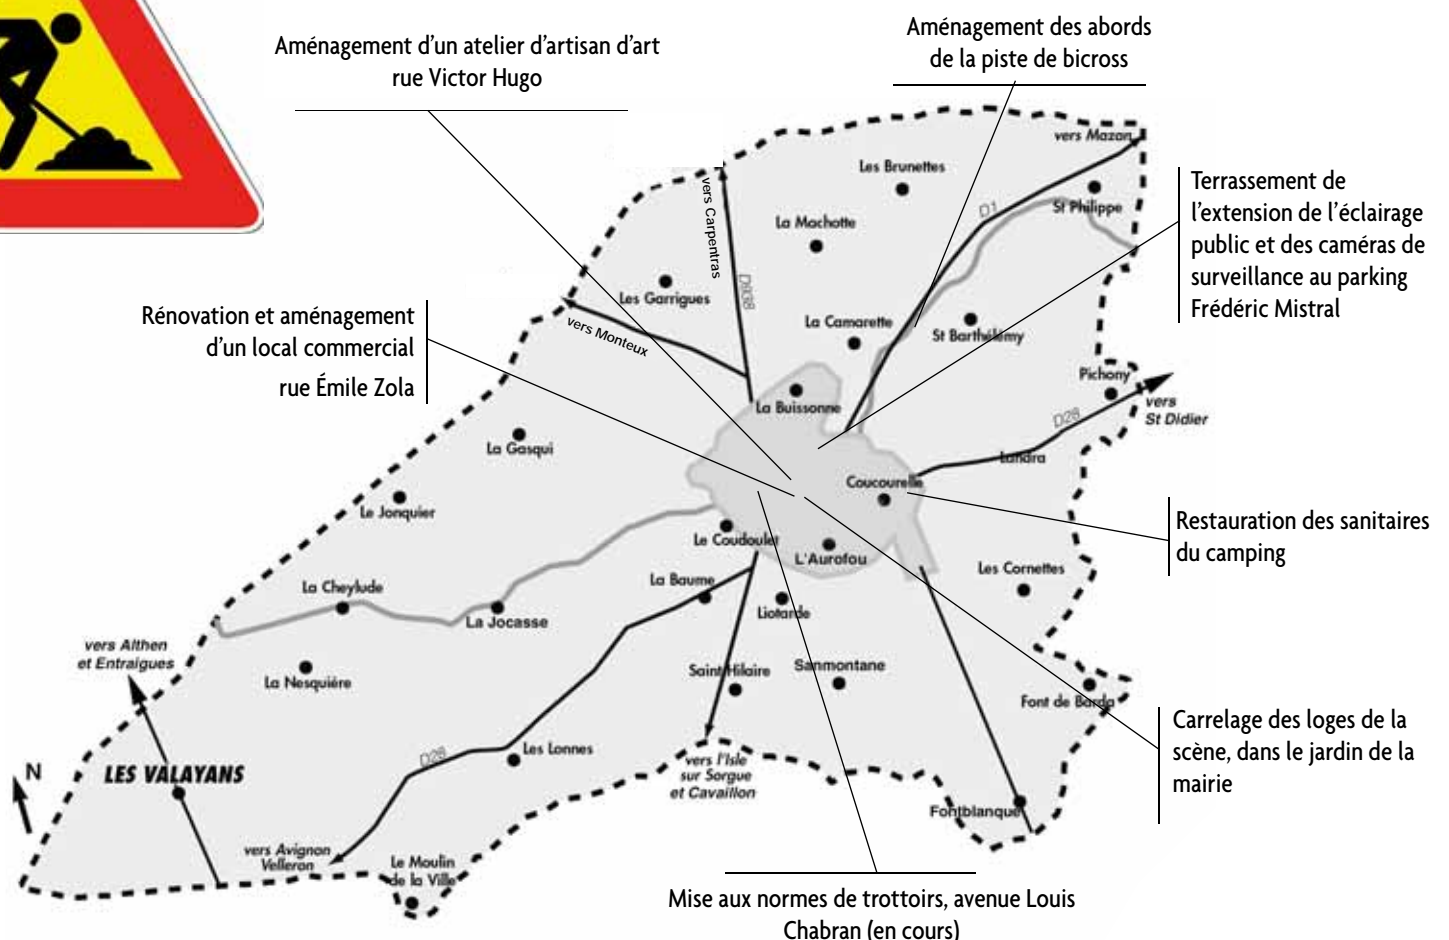 Aménagement d'un atelier d'artisan d'art
rue Victor Hugo
Aménagement des abords
de la piste de bicross
Terrassement de
l'extension de l'éclairage
public et des caméras de
surveillance au parking
Frédéric Mistral
Rénovation et aménagement
d'un local commercial
rue Émile Zola
Restauration des sanitaires
du camping
Carrelage des loges de la
scène, dans le jardin de la
mairie
Mise aux normes de trottoirs, avenue Louis
Chabran (en cours)
vers Mazan
Les Brunettes
D1
St Philippe
La Machotte
vers Carpentras
D938
Les Garrigues
vers Monteux
La Camarette
St Barthélémy
Pichony
vers
St Didier
D28
La Buissonne
La Gasqui
Landra
Coucourelle
Le Jonquier
Le Coudoulet
L'Aurofou
Les Cornettes
La Baume
La Cheylude
Liotarde
La Jocasse
vers Althen
et Entraigues
Saint Hilaire
Sanmontane
La Nesquière
Font de Barda
Les Lonnes
D28
N
LES VALAYANS
vers l'Isle
sur Sorgue
et Cavaillon
Fontblanque
vers Avignon
Velleron
Le Moulin
de la Ville